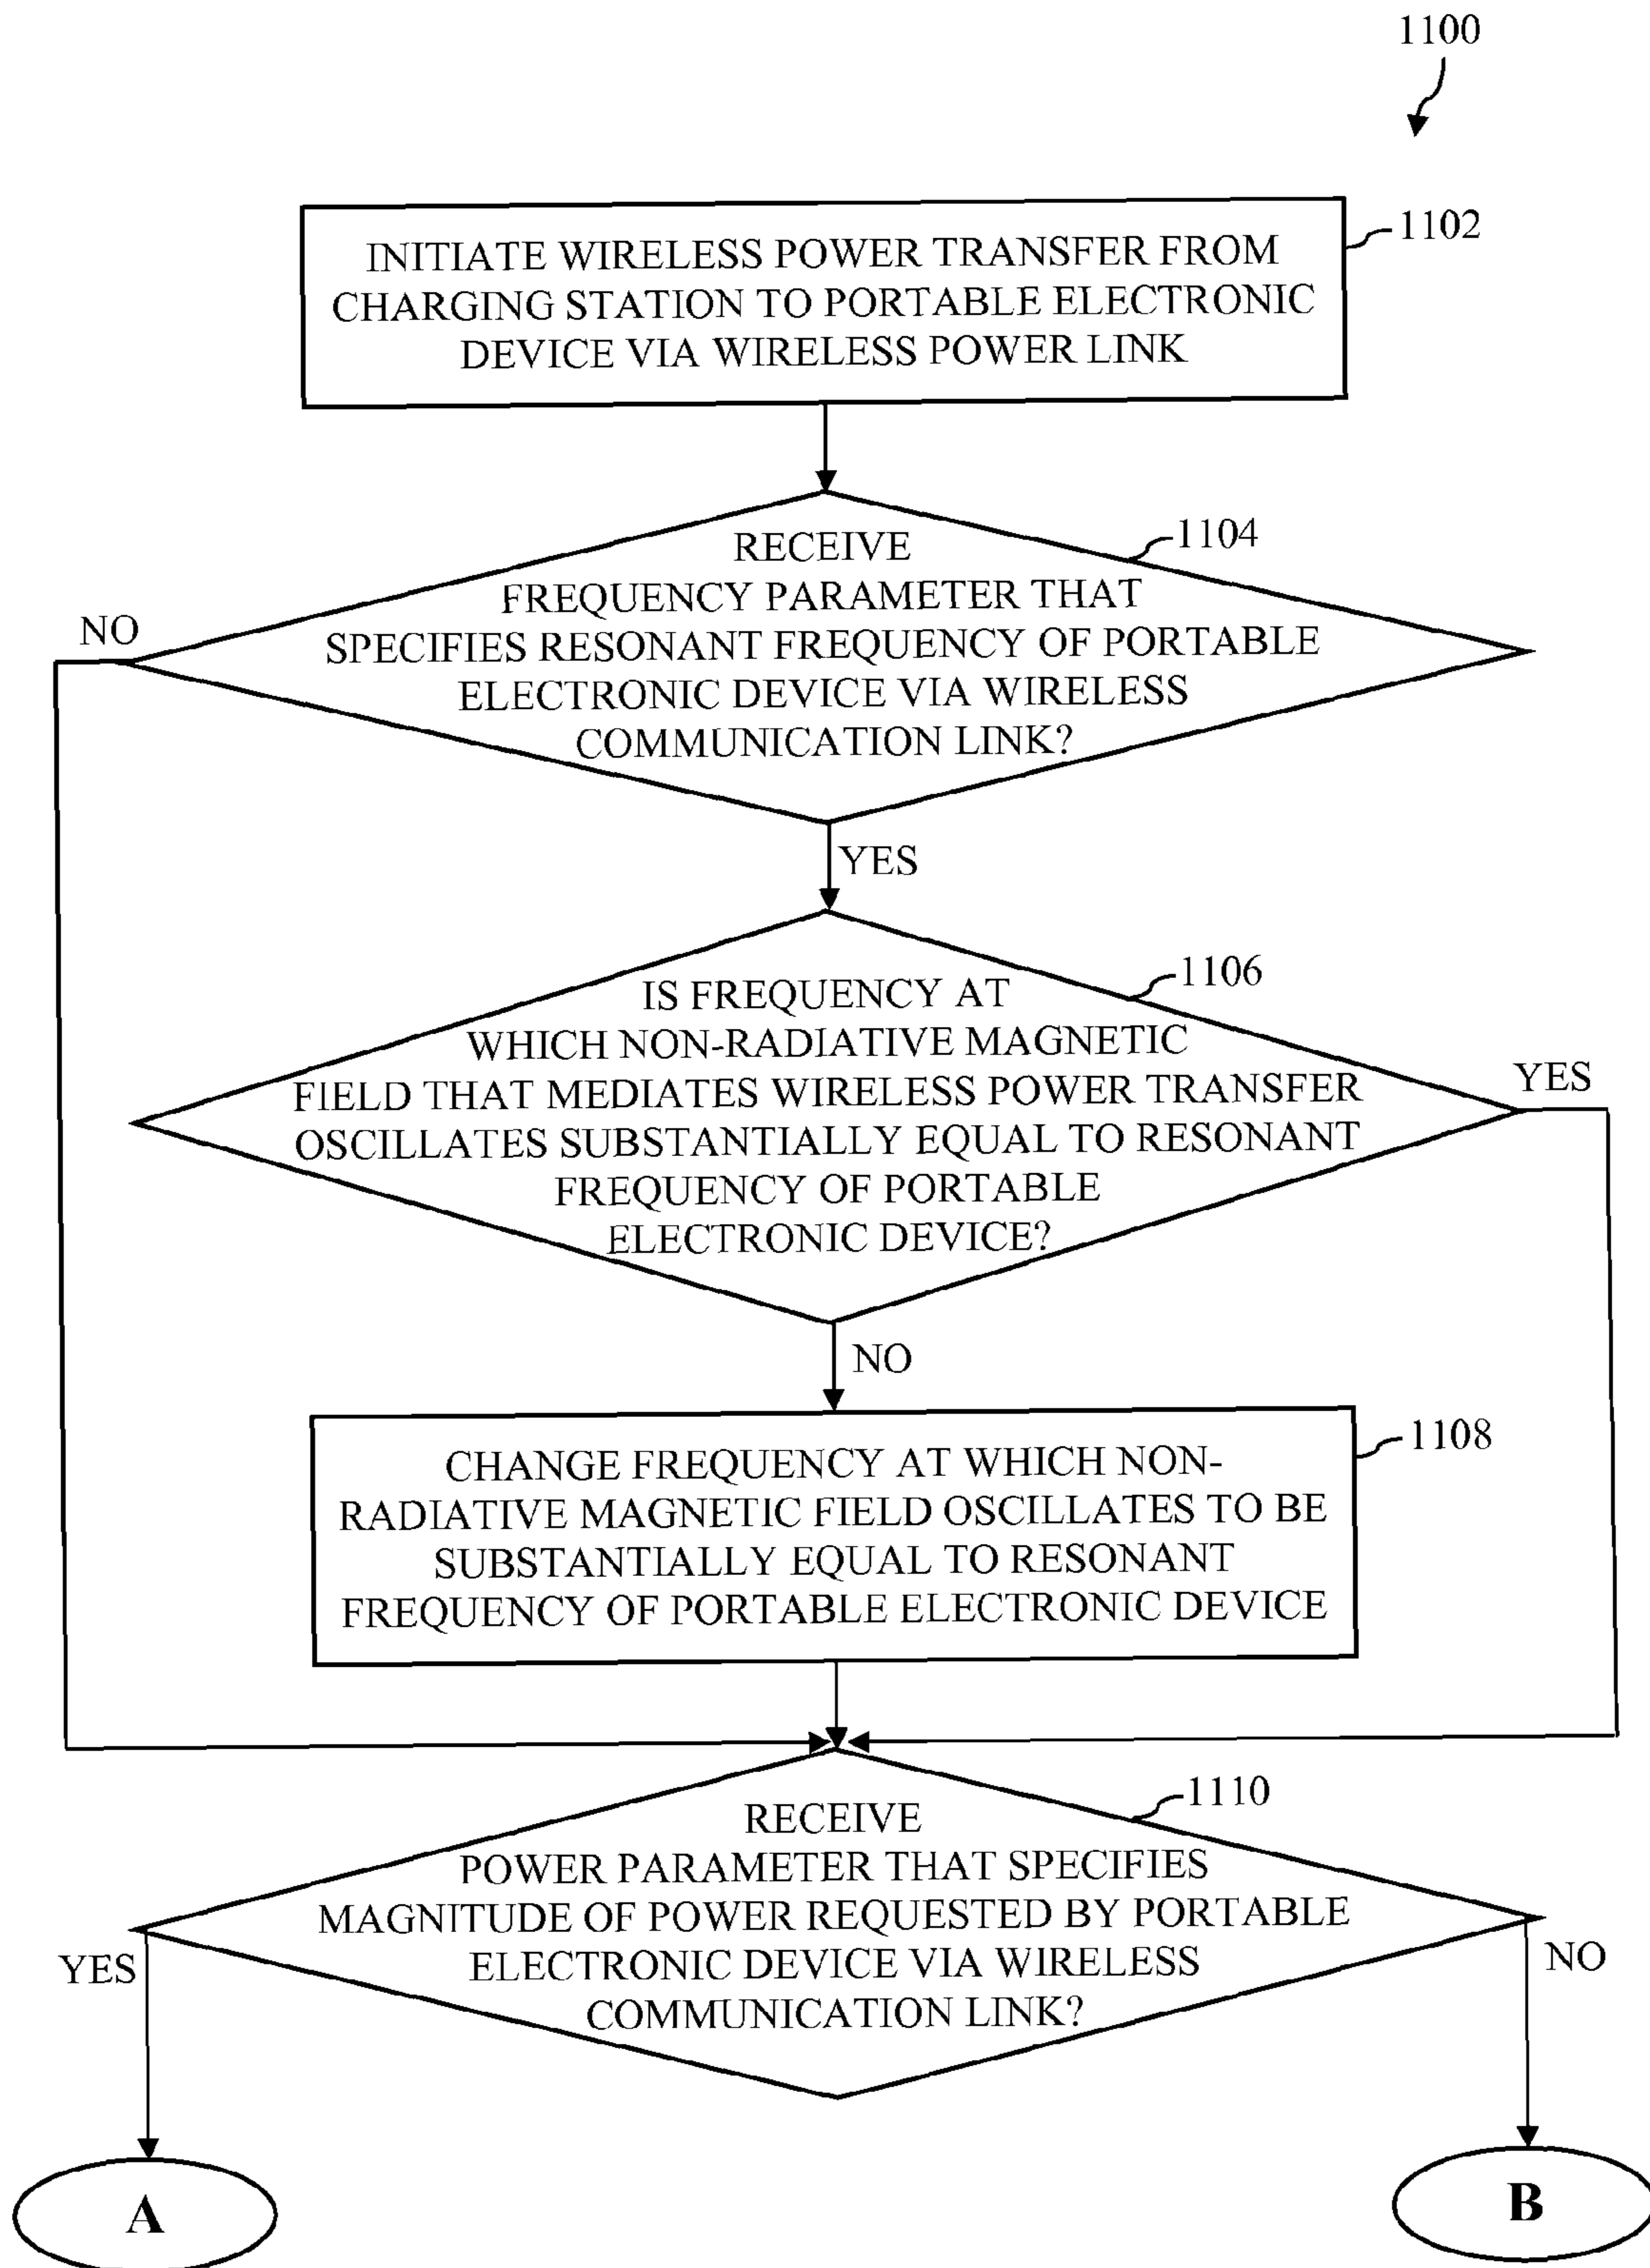 1100
INITIATE WIRELESS POWER TRANSFER FROM
CHARGING STATION TO PORTABLE ELECTRONIC
DEVICE VIA WIRELESS POWER LINK
1102
RECEIVE
FREQUENCY PARAMETER THAT
SPECIFIES RESONANT FREQUENCY OF PORTABLE
ELECTRONIC DEVICE VIA WIRELESS
COMMUNICATION LINK?
1104
NO
YES
IS FREQUENCY AT
WHICH NON-RADIATIVE MAGNETIC
FIELD THAT MEDIATES WIRELESS POWER TRANSFER
OSCILLATES SUBSTANTIALLY EQUAL TO RESONANT
FREQUENCY OF PORTABLE
ELECTRONIC DEVICE?
1106
YES
NO
CHANGE FREQUENCY AT WHICH NON-
RADIATIVE MAGNETIC FIELD OSCILLATES TO BE
SUBSTANTIALLY EQUAL TO RESONANT
FREQUENCY OF PORTABLE ELECTRONIC DEVICE
1108
RECEIVE
POWER PARAMETER THAT SPECIFIES
MAGNITUDE OF POWER REQUESTED BY PORTABLE
ELECTRONIC DEVICE VIA WIRELESS
COMMUNICATION LINK?
1110
YES
NO
A
B